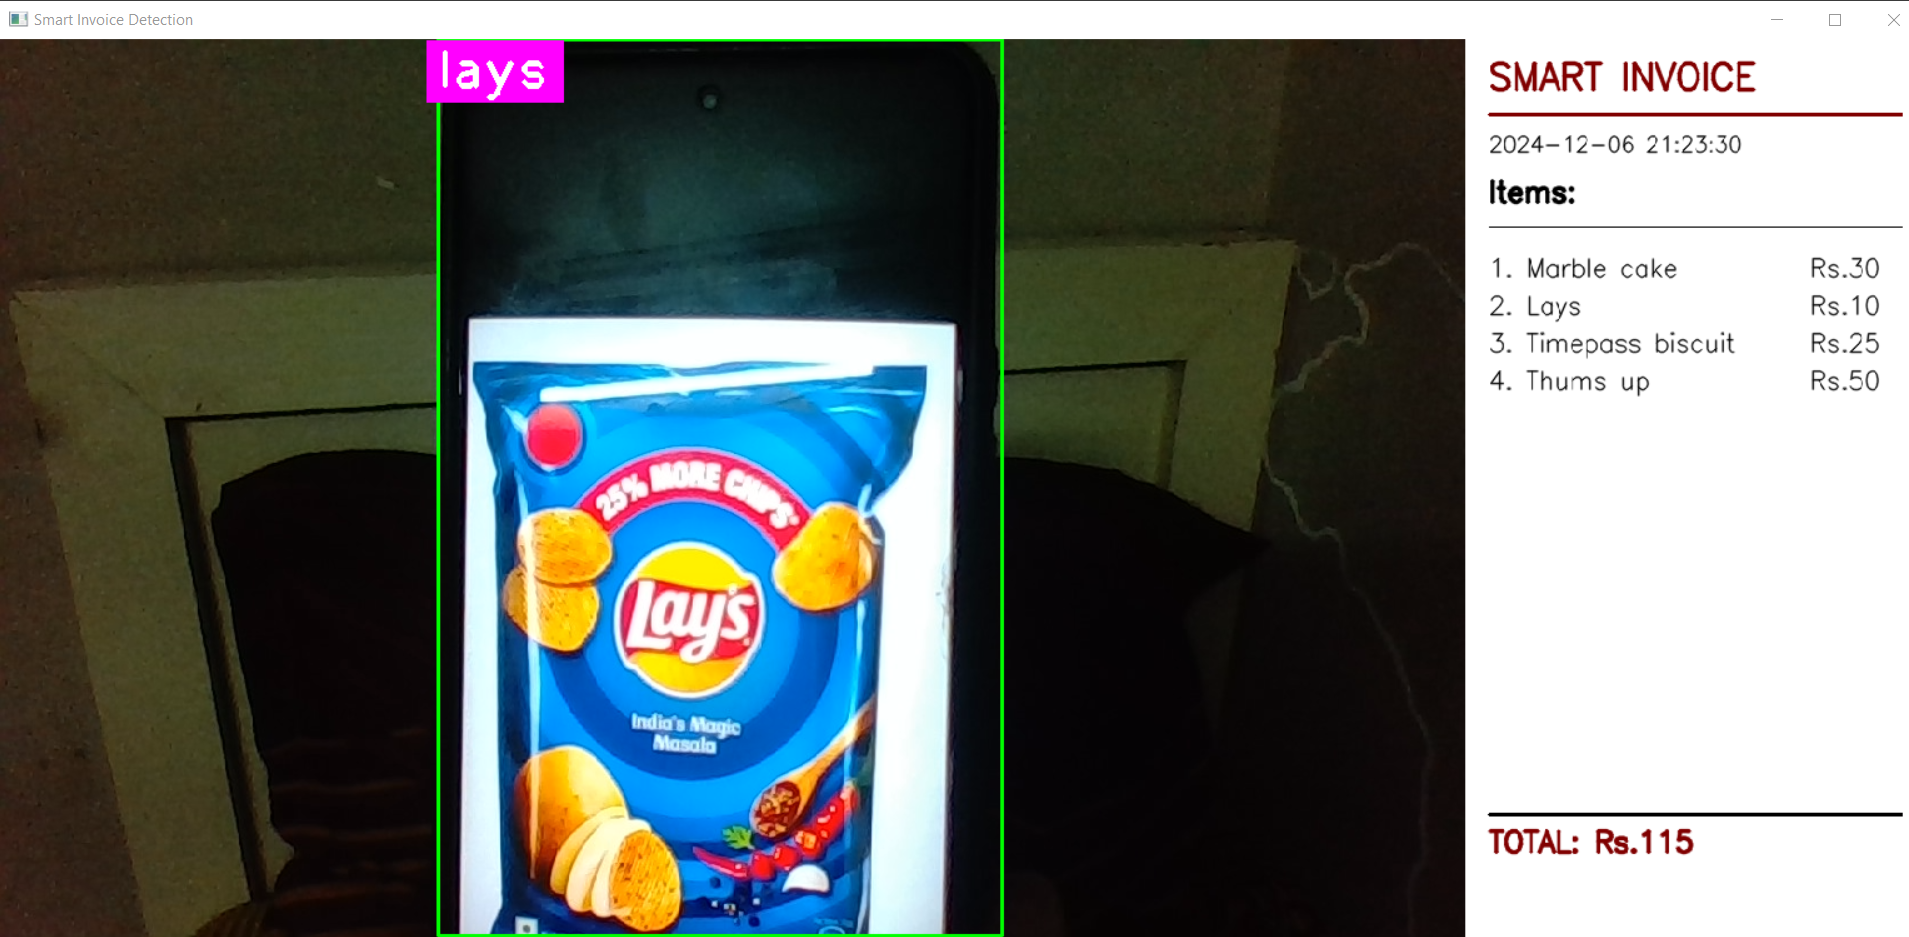 Smart Invoice Detection
lays
25% MORE CHIPS
Lay's
India's Magic
Masala
SMART INVOICE
2024-12-06 21:23:30
Items:
1. Marble cake Rs.30
2. Lays Rs.10
3. Timepass biscuit Rs.25
4. Thums up Rs.50
TOTAL: Rs.115